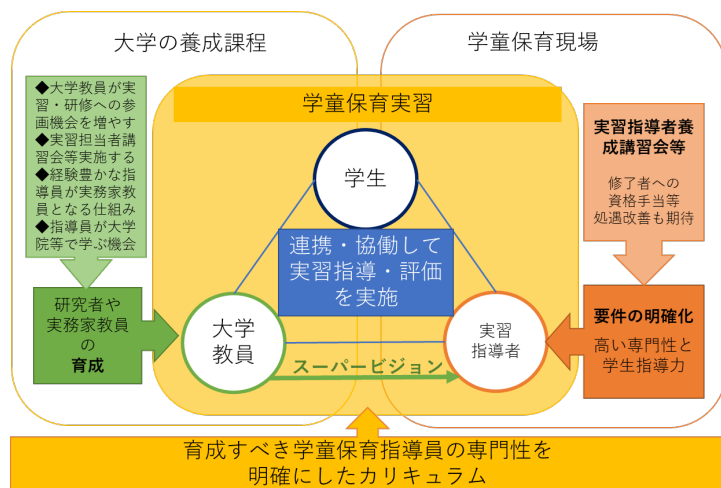 大学の養成課程
学童保育現場
◆大学教員が実
習・研修への参
画機会を増やす
◆実習担当者講
習会等実施する
◆経験豊かな指
導員が実務家教
員となる仕組み
◆指導員が大学
院等で学ぶ機会
研究者や
実務家教員
の
育成
学童保育実習
学生
連携・協働して
実習指導・評価
を実施
大学
教員
実習
指導者
スーパービジョン
実習指導者養
成講習会等
修了者への
資格手当等
処遇改善も期待
要件の明確化
高い専門性と
学生指導力
育成すべき学童保育指導員の専門性を
明確にしたカリキュラム